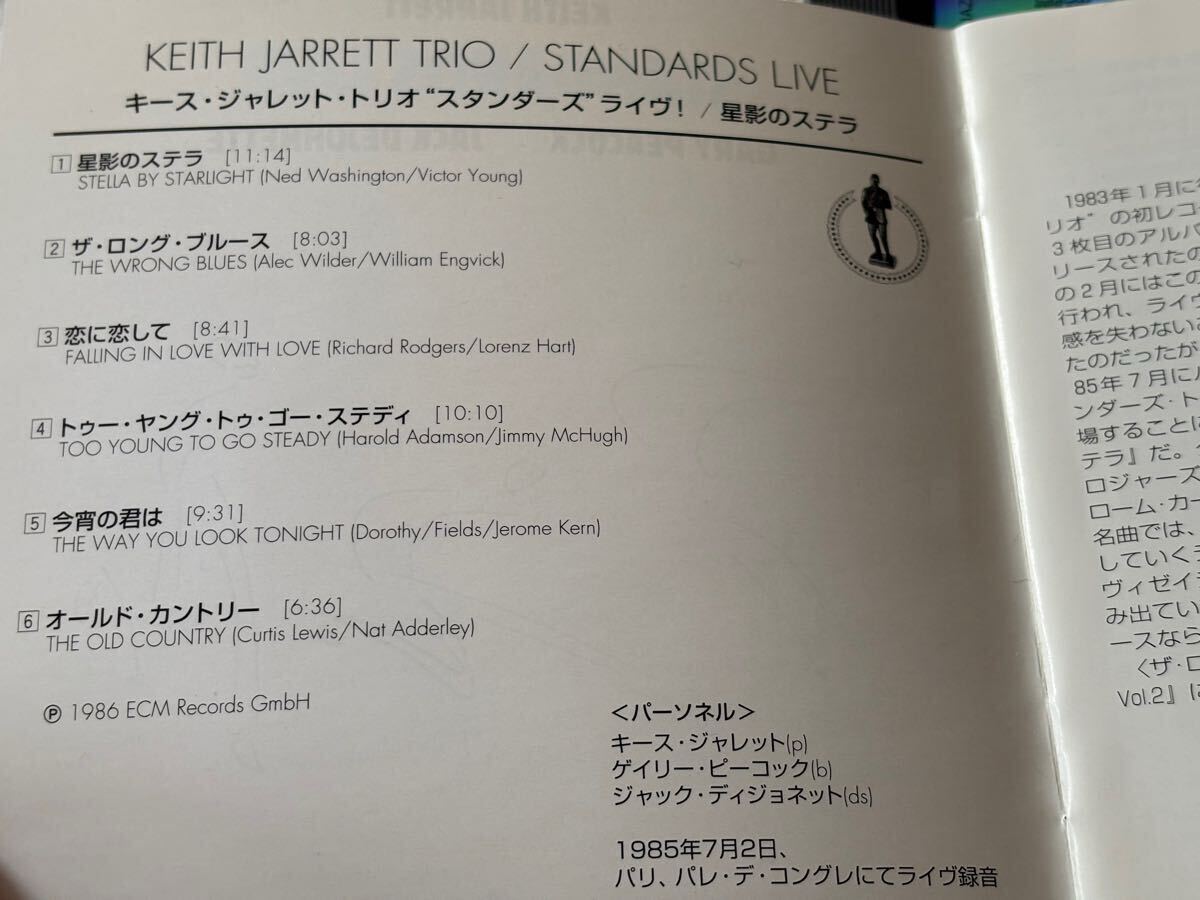 KEITH JARRETT TRIO / STANDARDS LIVE
キース・ジャレット・トリオ“スタンダーズ”ライヴ! / 星影のステラ
1 星影のステラ [11:14]
STELLA BY STARLIGHT (Ned Washington/Victor Young)
2 ザ・ロング・ブルース [8:03]
THE WRONG BLUES (Alec Wilder/William Engvick)
3 恋に恋して [8:41]
FALLING IN LOVE WITH LOVE (Richard Rodgers/Lorenz Hart)
4 トゥー・ヤング・トゥ・ゴー・ステディ [10:10]
TOO YOUNG TO GO STEADY (Harold Adamson/Jimmy McHugh)
5 今宵の君は [9:31]
THE WAY YOU LOOK TONIGHT (Dorothy/Fields/Jerome Kern)
6 オールド・カントリー [6:36]
THE OLD COUNTRY (Curtis Lewis/Nat Adderley)
℗ 1986 ECM Records GmbH
<パーソネル>
キース・ジャレット(p)
ゲイリー・ピーコック(b)
ジャック・ディジョネット(ds)
1985年7月2日、
パリ、パレ・デ・コングレにてライヴ録音
1983年1月に
リオ”の初レコ
3枚目のアルバ
リースされたの
の2月にはこの
行われ、ライヴ
感を失わない
たのだったが
85年7月に
ンダーズ・ト
場することに
テラ』だ。
ロジャーズ
ローム・カー
名曲では、
していく
ヴィゼイ
み出てい
ースなら
〈ザ・ロ
Vol.2』に